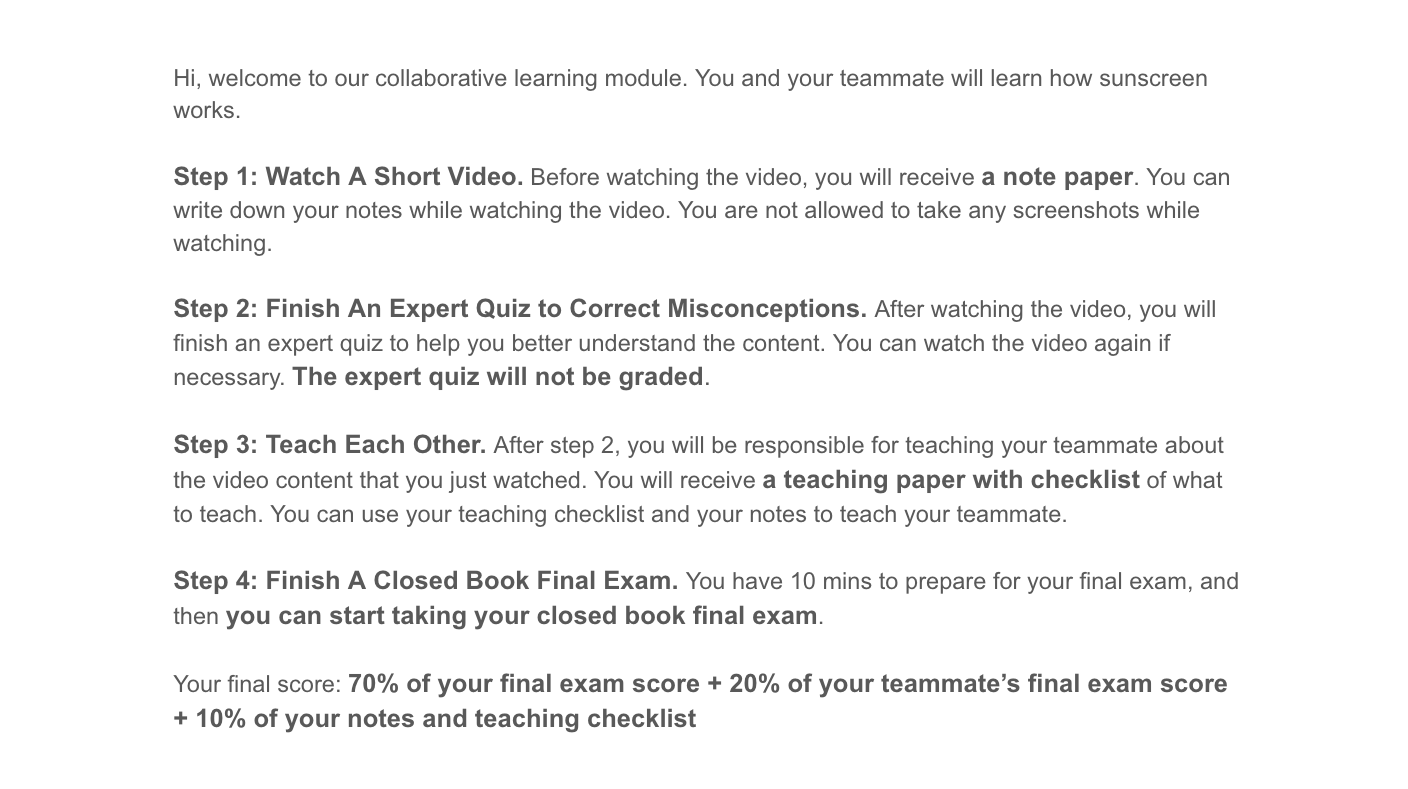 Hi, welcome to our collaborative learning module. You and your teammate will learn how sunscreen
works.
Step 1: Watch A Short Video. Before watching the video, you will receive a note paper. You can
write down your notes while watching the video. You are not allowed to take any screenshots while
watching.
Step 2: Finish An Expert Quiz to Correct Misconceptions. After watching the video, you will
finish an expert quiz to help you better understand the content. You can watch the video again if
necessary. The expert quiz will not be graded.
Step 3: Teach Each Other. After step 2, you will be responsible for teaching your teammate about
the video content that you just watched. You will receive a teaching paper with checklist of what
to teach. You can use your teaching checklist and your notes to teach your teammate.
Step 4: Finish A Closed Book Final Exam. You have 10 mins to prepare for your final exam, and
then you can start taking your closed book final exam.
Your final score: 70% of your final exam score + 20% of your teammate’s final exam score
+ 10% of your notes and teaching checklist